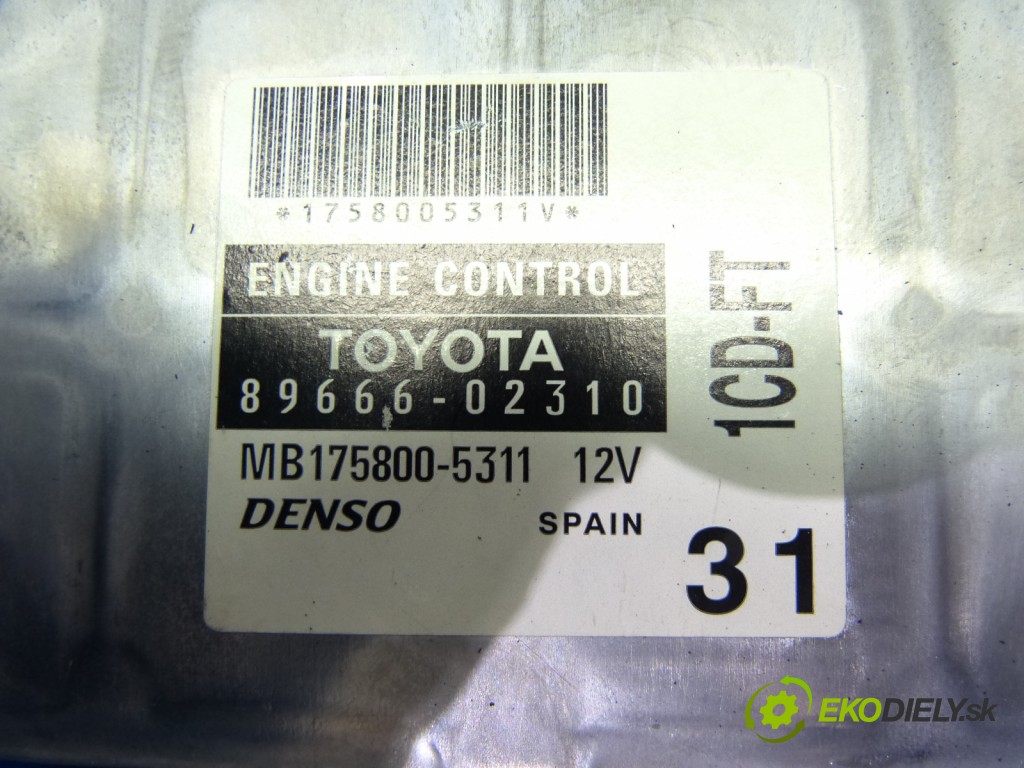 *1758005311V*
ENGINE CONTROL
TOYOTA
89666-02310
1CD-FT
MB175800-5311 12V
DENSO SPAIN
31
EKODIELY.sk